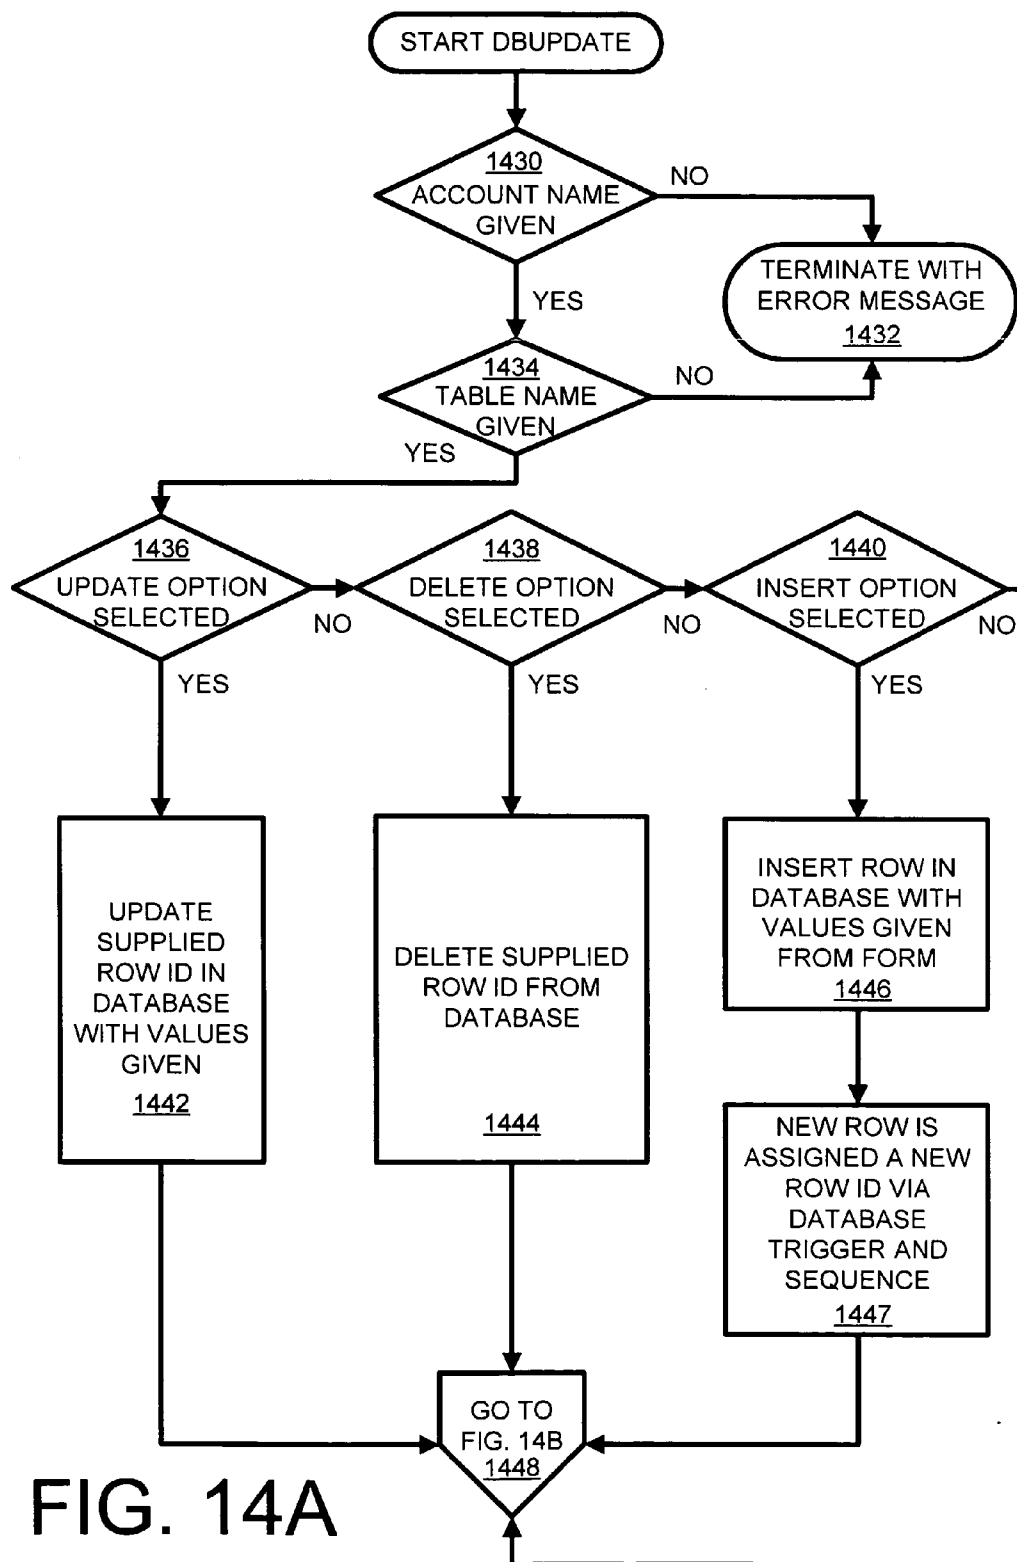 START DBUPDATE
1430
ACCOUNT NAME
GIVEN
NO
YES
TERMINATE WITH
ERROR MESSAGE
1432
1434
TABLE NAME
GIVEN
NO
YES
1436
UPDATE OPTION
SELECTED
NO
YES
1438
DELETE OPTION
SELECTED
NO
YES
1440
INSERT OPTION
SELECTED
NO
YES
UPDATE
SUPPLIED
ROW ID IN
DATABASE
WITH VALUES
GIVEN
1442
DELETE SUPPLIED
ROW ID FROM
DATABASE
1444
INSERT ROW IN
DATABASE WITH
VALUES GIVEN
FROM FORM
1446
NEW ROW IS
ASSIGNED A NEW
ROW ID VIA
DATABASE
TRIGGER AND
SEQUENCE
1447
GO TO
FIG. 14B
1448
FIG. 14A